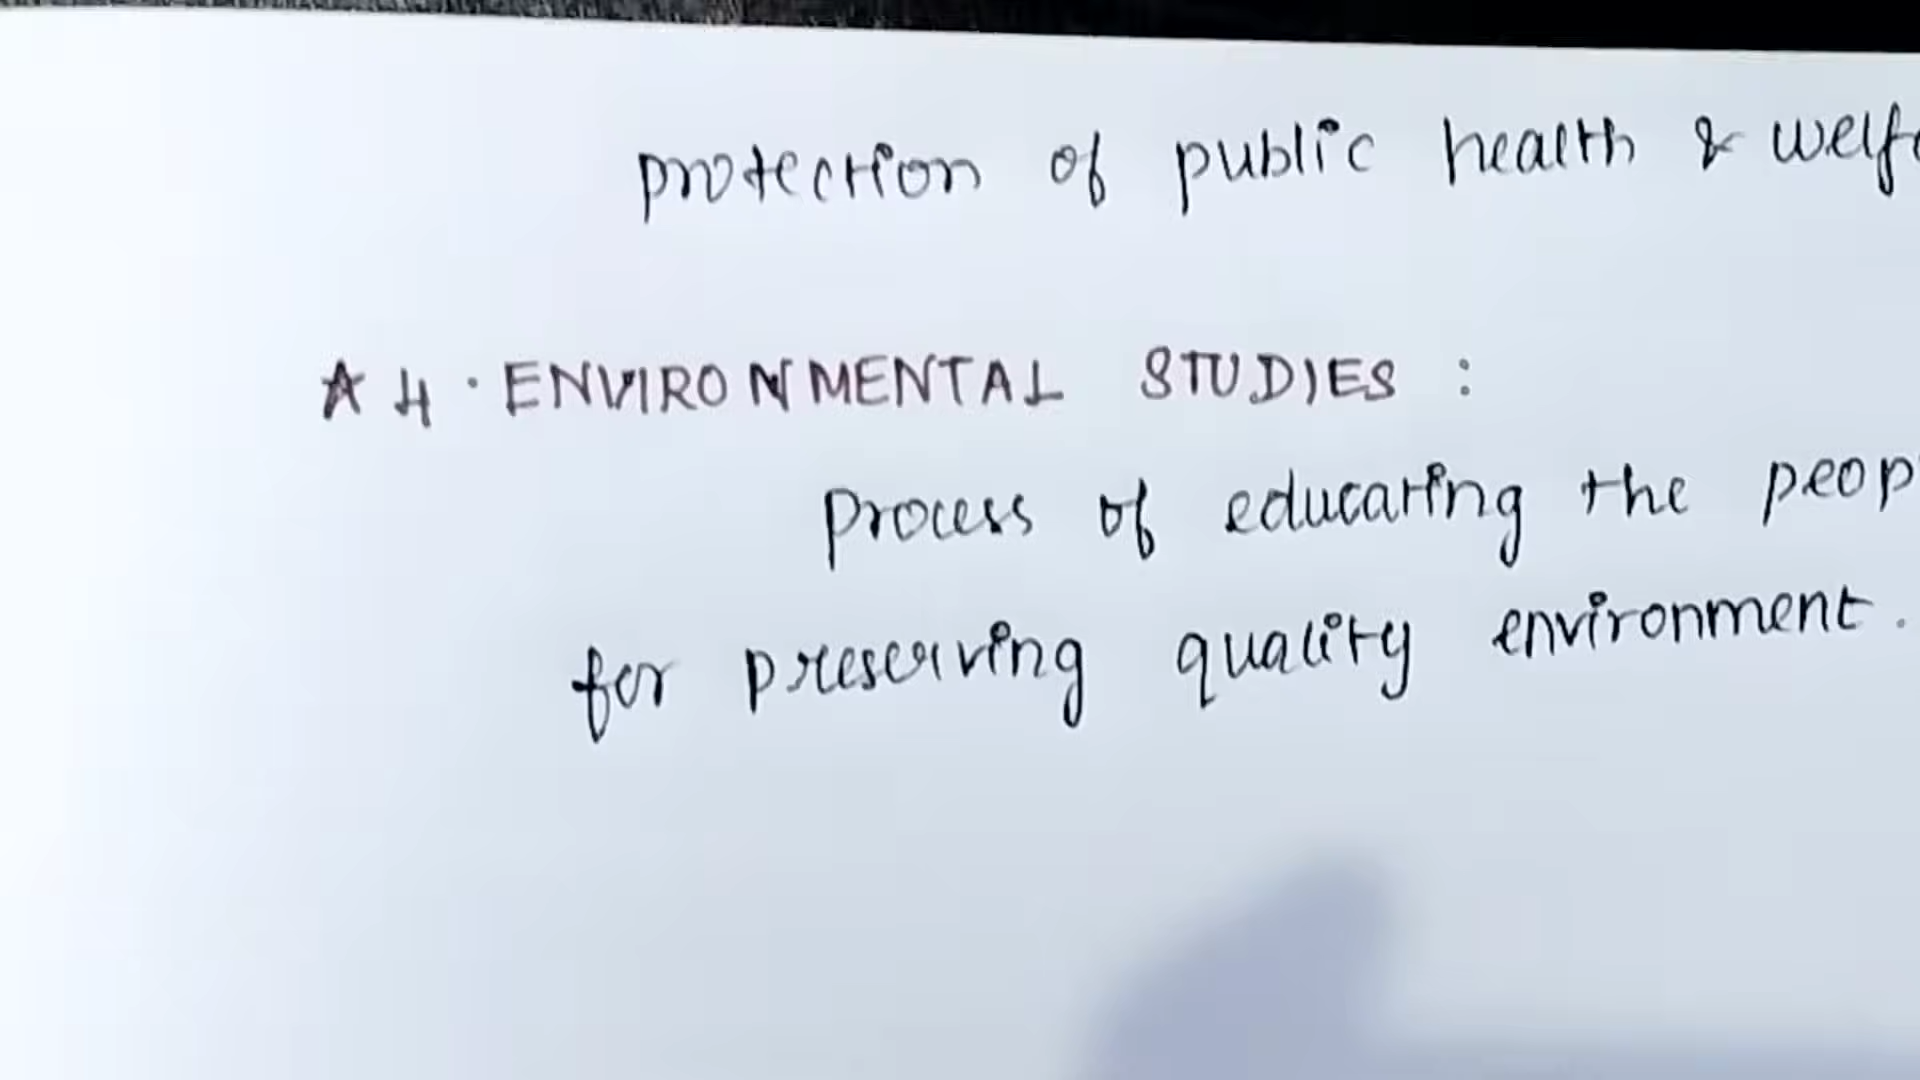 protection of public health & welf
☆ 4. ENVIRONMENTAL STUDIES :
Process of educating the peop
for preserving quality environment.